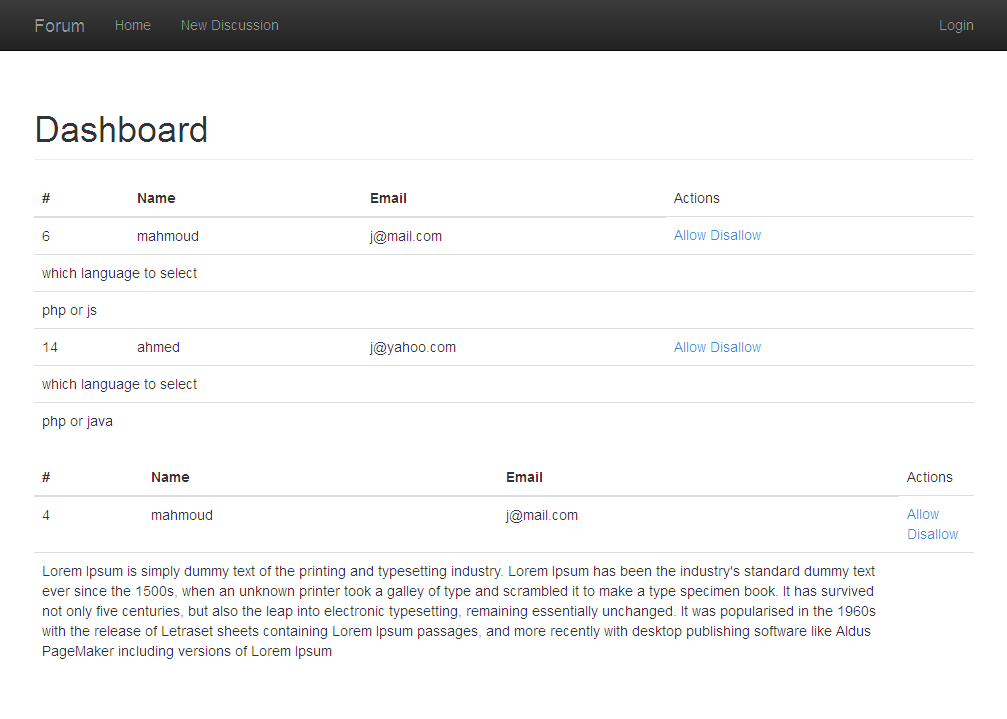 Forum Home New Discussion Login
Dashboard
# Name Email Actions
6 mahmoud j@mail.com Allow Disallow
which language to select
php or js
14 ahmed j@yahoo.com Allow Disallow
which language to select
php or java
# Name Email Actions
4 mahmoud j@mail.com Allow
Disallow
Lorem Ipsum is simply dummy text of the printing and typesetting industry. Lorem Ipsum has been the industry's standard dummy text
ever since the 1500s, when an unknown printer took a galley of type and scrambled it to make a type specimen book. It has survived
not only five centuries, but also the leap into electronic typesetting, remaining essentially unchanged. It was popularised in the 1960s
with the release of Letraset sheets containing Lorem Ipsum passages, and more recently with desktop publishing software like Aldus
PageMaker including versions of Lorem Ipsum